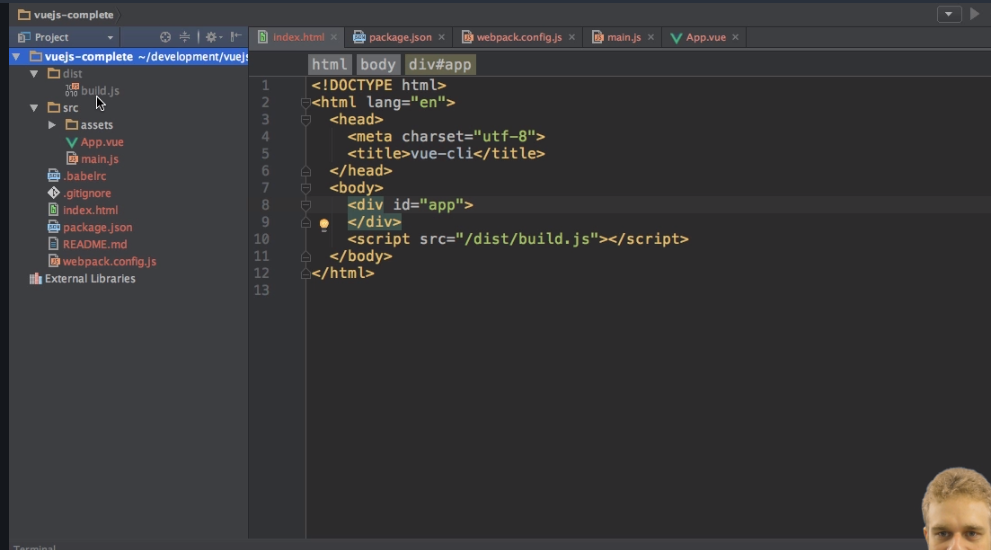 vuejs-complete
Project
index.html
package.json
webpack.config.js
main.js
App.vue
vuejs-complete ~/development/vuejs
dist
build.js
src
assets
App.vue
main.js
.babelrc
.gitignore
index.html
package.json
README.md
webpack.config.js
External Libraries
html body div#app
1 <!DOCTYPE html>
2 <html lang="en">
3 <head>
4 <meta charset="utf-8">
5 <title>vue-cli</title>
6 </head>
7 <body>
8 <div id="app">
9 </div>
10 <script src="/dist/build.js"></script>
11 </body>
12 </html>
13
Terminal